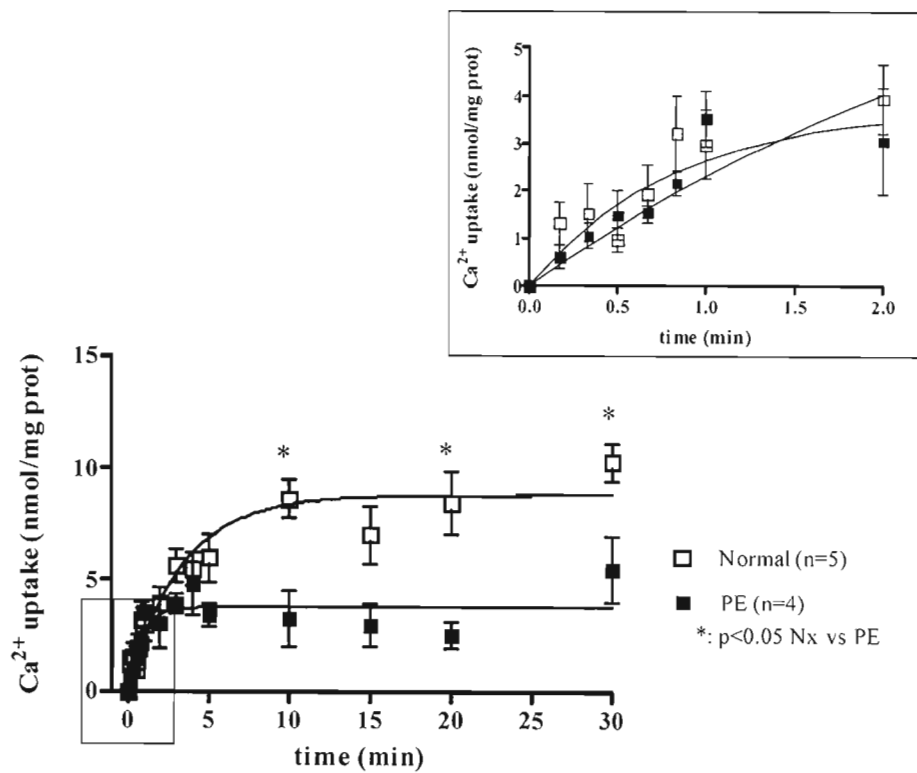 Ca²⁺ uptake (nmol/mg prot)
5
4
3
2
1
0
0.0 0.5 1.0 1.5 2.0
time (min)
Ca²⁺ uptake (nmol/mg prot)
15
10
5
0
* * *
0 5 10 15 20 25 30
time (min)
Normal (n=5)
PE (n=4)
*: p<0.05 Nx vs PE